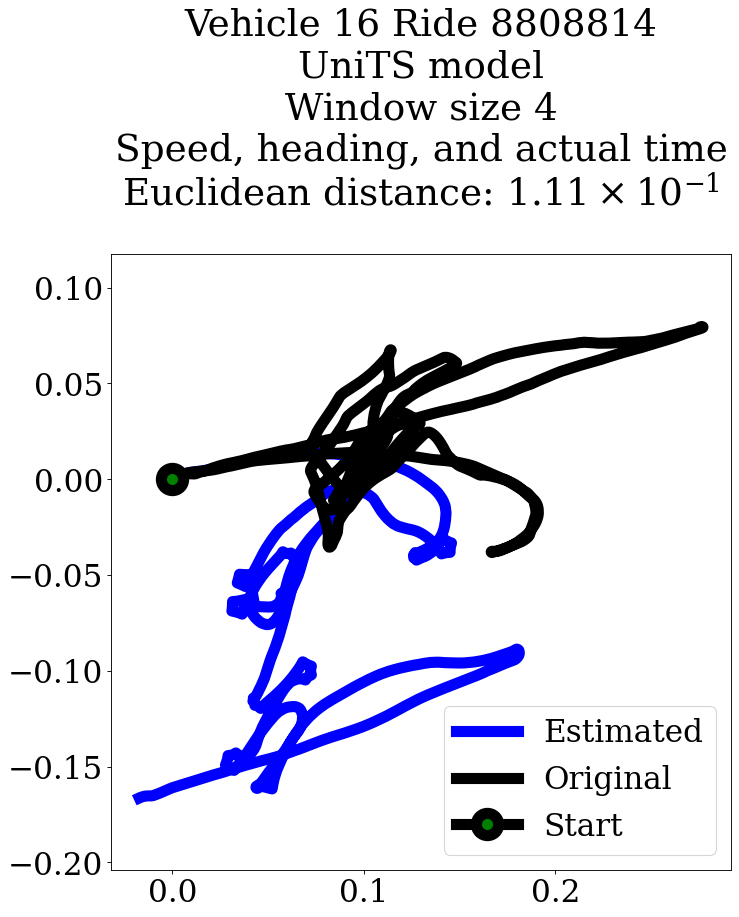 Vehicle 16 Ride 8808814
UniTS model
Window size 4
Speed, heading, and actual time
Euclidean distance: 1.11 × 10⁻¹
0.10
0.05
0.00
−0.05
−0.10
−0.15
−0.20
0.0 0.1 0.2
Estimated
Original
Start